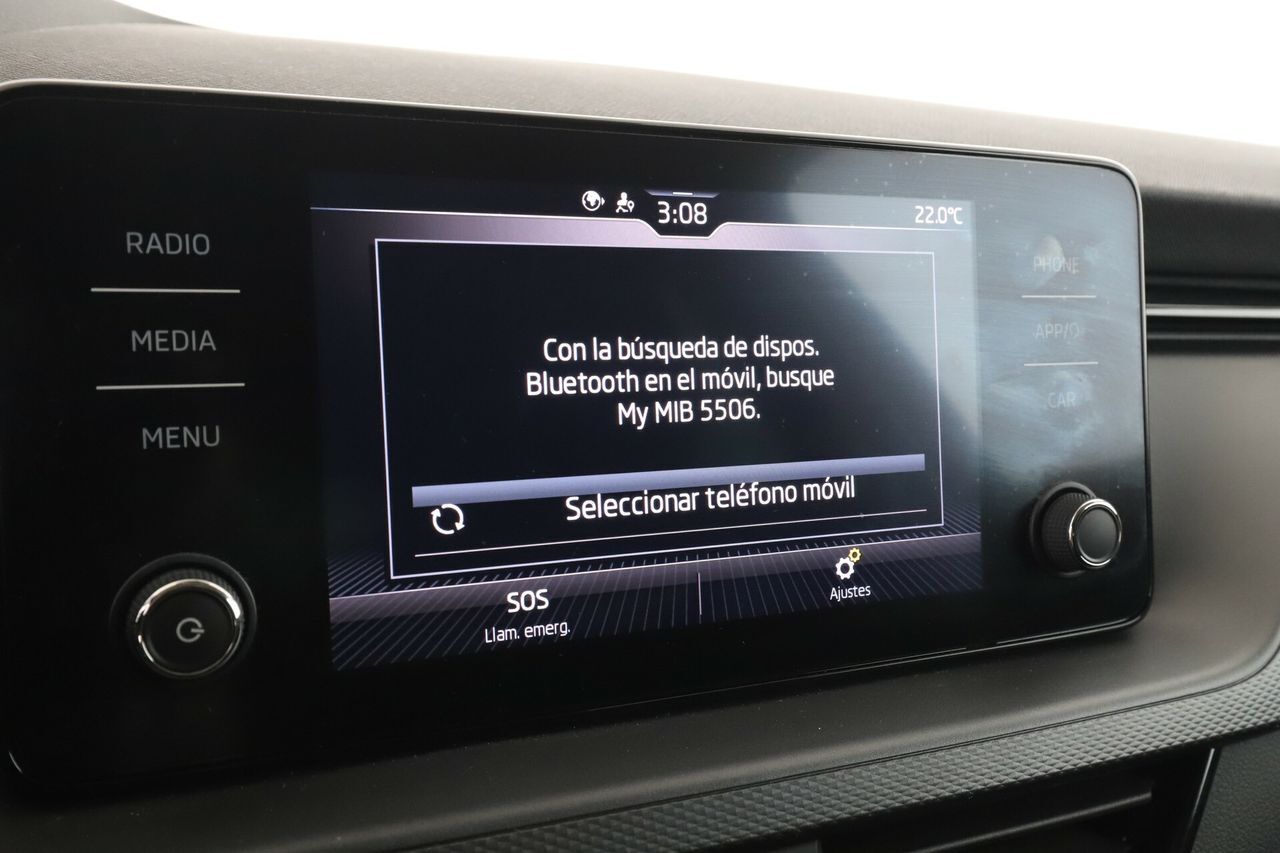 3:08
22.0°C
RADIO
MEDIA
MENU
Con la búsqueda de dispos.
Bluetooth en el móvil, busque
My MIB 5506.
Seleccionar teléfono móvil
SOS
Llam. emerg.
Ajustes
PHONE
APP/
CAR